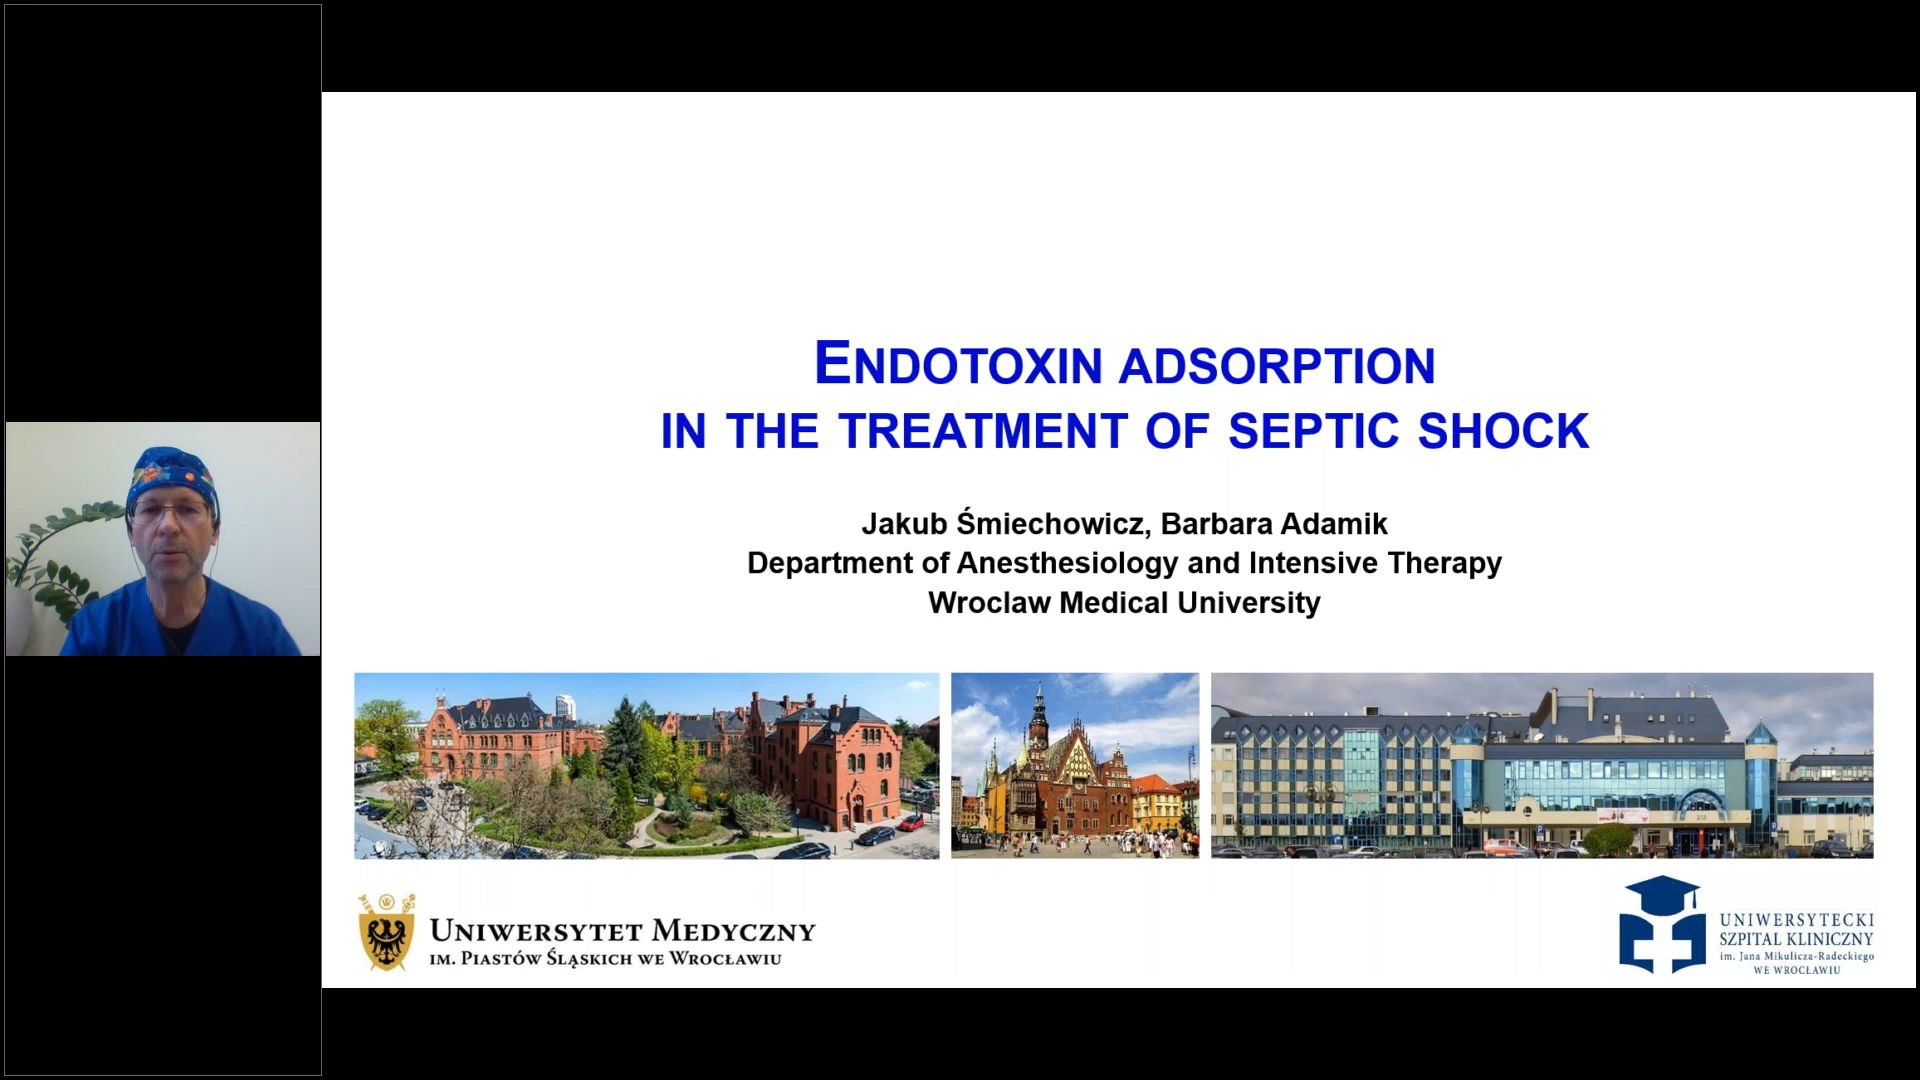 ENDOTOXIN ADSORPTION
IN THE TREATMENT OF SEPTIC SHOCK
Jakub Śmiechowicz, Barbara Adamik
Department of Anesthesiology and Intensive Therapy
Wroclaw Medical University
213
UNIWERSYTET MEDYCZNY
IM. PIASTÓW ŚLĄSKICH WE WROCŁAWIU
UNIWERSYTECKI
SZPITAL KLINICZNY
im. Jana Mikulicza-Radeckiego
WE WROCŁAWIU